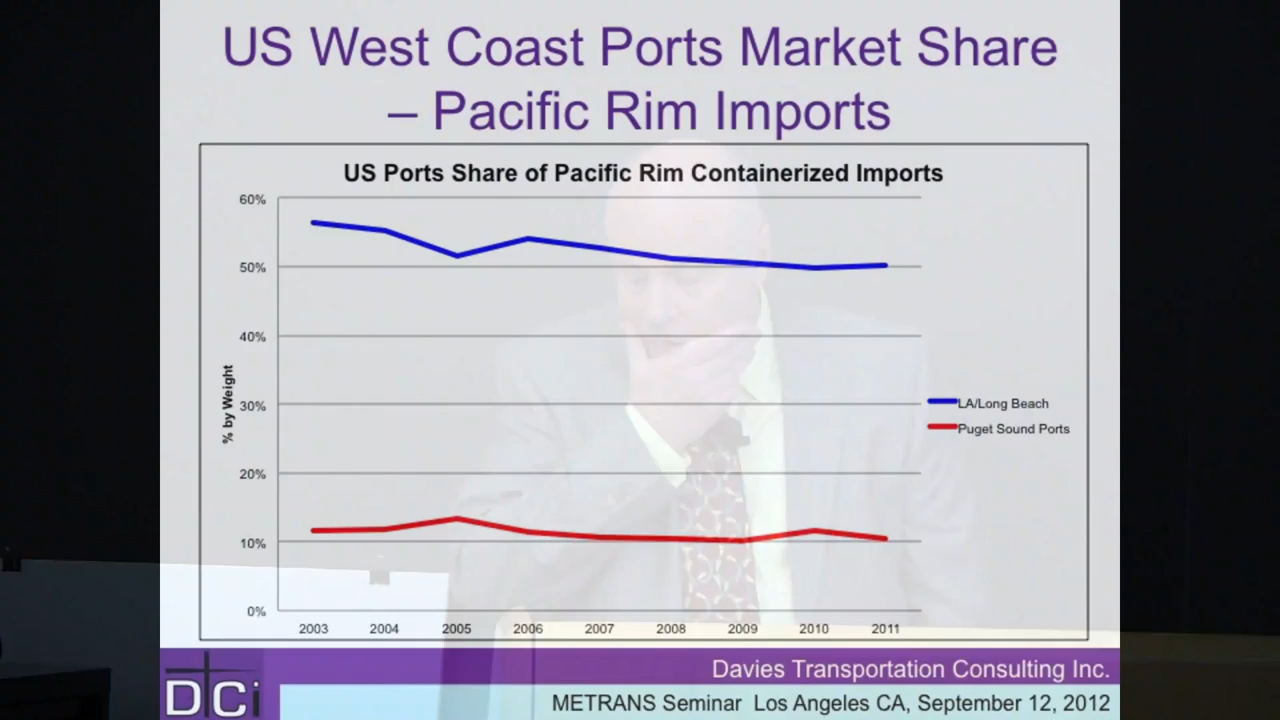 US West Coast Ports Market Share
– Pacific Rim Imports
US Ports Share of Pacific Rim Containerized Imports
60%
50%
40%
30%
20%
10%
0%
% by Weight
2003 2004 2005 2006 2007 2008 2009 2010 2011
LA/Long Beach
Puget Sound Ports
DCi
Davies Transportation Consulting Inc.
METRANS Seminar Los Angeles CA, September 12, 2012